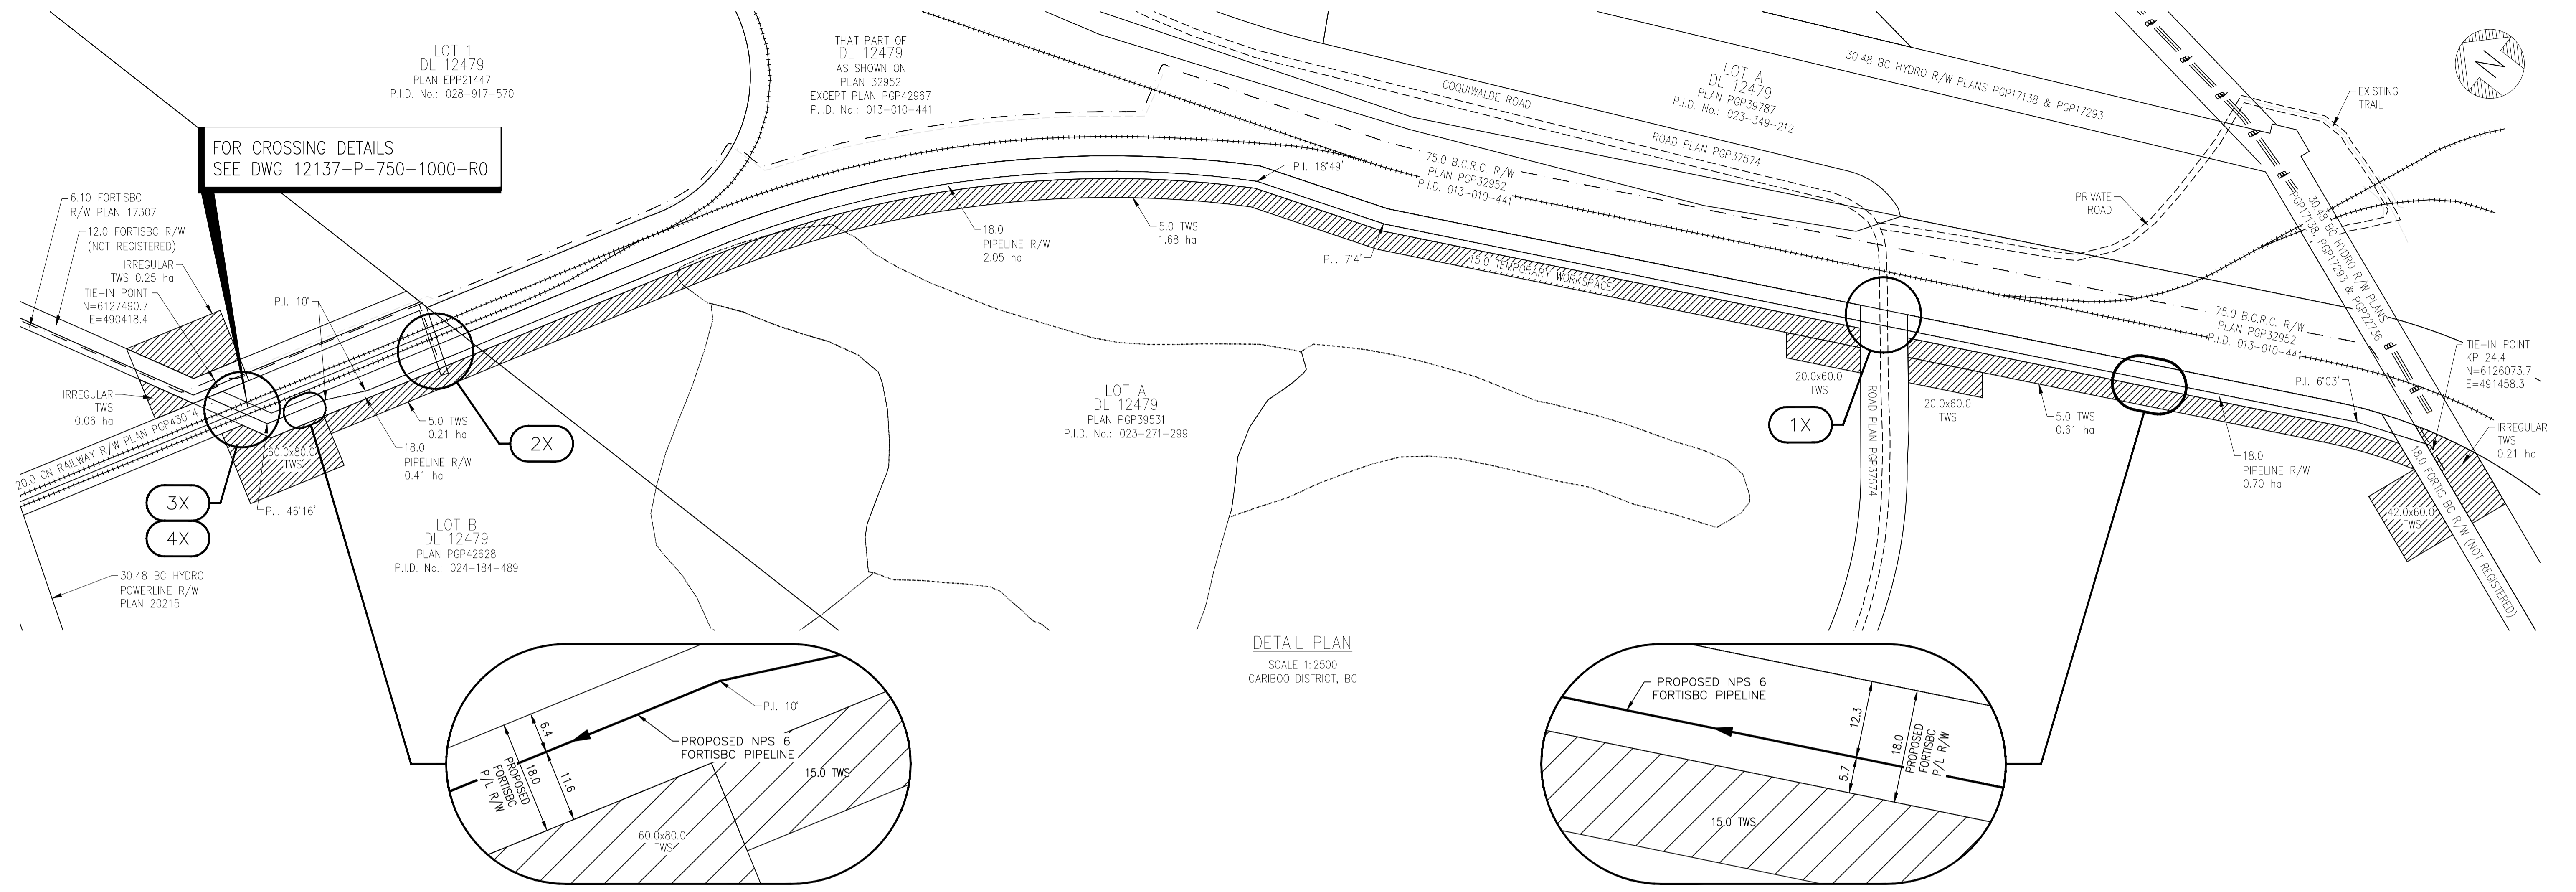 LOT 1
DL 12479
PLAN EPP21447
P.I.D. No.: 028-917-570
THAT PART OF
DL 12479
AS SHOWN ON
PLAN 32952
EXCEPT PLAN PGP42967
P.I.D. No.: 013-010-441
COQUIWALDE ROAD
ROAD PLAN PGP37574
LOT A
DL 12479
PLAN PGP39787
P.I.D. No.: 023-349-212
30.48 BC HYDRO R/W PLANS PGP17138 & PGP17293
EXISTING
TRAIL
N
FOR CROSSING DETAILS
SEE DWG 12137-P-750-1000-R0
6.10 FORTISBC
R/W PLAN 17307
12.0 FORTISBC R/W
(NOT REGISTERED)
IRREGULAR
TWS 0.25 ha
TIE-IN POINT
N=6127490.7
E=490418.4
P.I. 10°
IRREGULAR
TWS
0.06 ha
20.0 CN RAILWAY R/W PLAN PGP43074
60.0x80.0
TWS
3X
4X
P.I. 46°16'
30.48 BC HYDRO
POWERLINE R/W
PLAN 20215
5.0 TWS
0.21 ha
18.0
PIPELINE R/W
0.41 ha
2X
LOT B
DL 12479
PLAN PGP42628
P.I.D. No.: 024-184-489
18.0
PIPELINE R/W
2.05 ha
5.0 TWS
1.68 ha
P.I. 18°49'
P.I. 7°4'
75.0 B.C.R.C. R/W
PLAN PGP32952
P.I.D. 013-010-441
15.0 TEMPORARY WORKSPACE
LOT A
DL 12479
PLAN PGP39531
P.I.D. No.: 023-271-299
PRIVATE
ROAD
30.48 BC HYDRO R/W PLANS
PGP17138, PGP17293 & PGP22736
75.0 B.C.R.C. R/W
PLAN PGP32952
P.I.D. 013-010-441
20.0x60.0
TWS
1X
ROAD PLAN PGP37574
20.0x60.0
TWS
5.0 TWS
0.61 ha
P.I. 6°03'
18.0
PIPELINE R/W
0.70 ha
TIE-IN POINT
KP 24.4
N=6126073.7
E=491458.3
IRREGULAR
TWS
0.21 ha
42.0x60.0
TWS
18.0 FORTIS BC R/W (NOT REGISTERED)
DETAIL PLAN
SCALE 1:2500
CARIBOO DISTRICT, BC
P.I. 10°
6.4
PROPOSED NPS 6
FORTISBC PIPELINE
18.0
PROPOSED
FORTISBC
P/L R/W
11.6
15.0 TWS
60.0x80.0
TWS
PROPOSED NPS 6
FORTISBC PIPELINE
12.3
18.0
PROPOSED
FORTISBC
P/L R/W
5.7
15.0 TWS